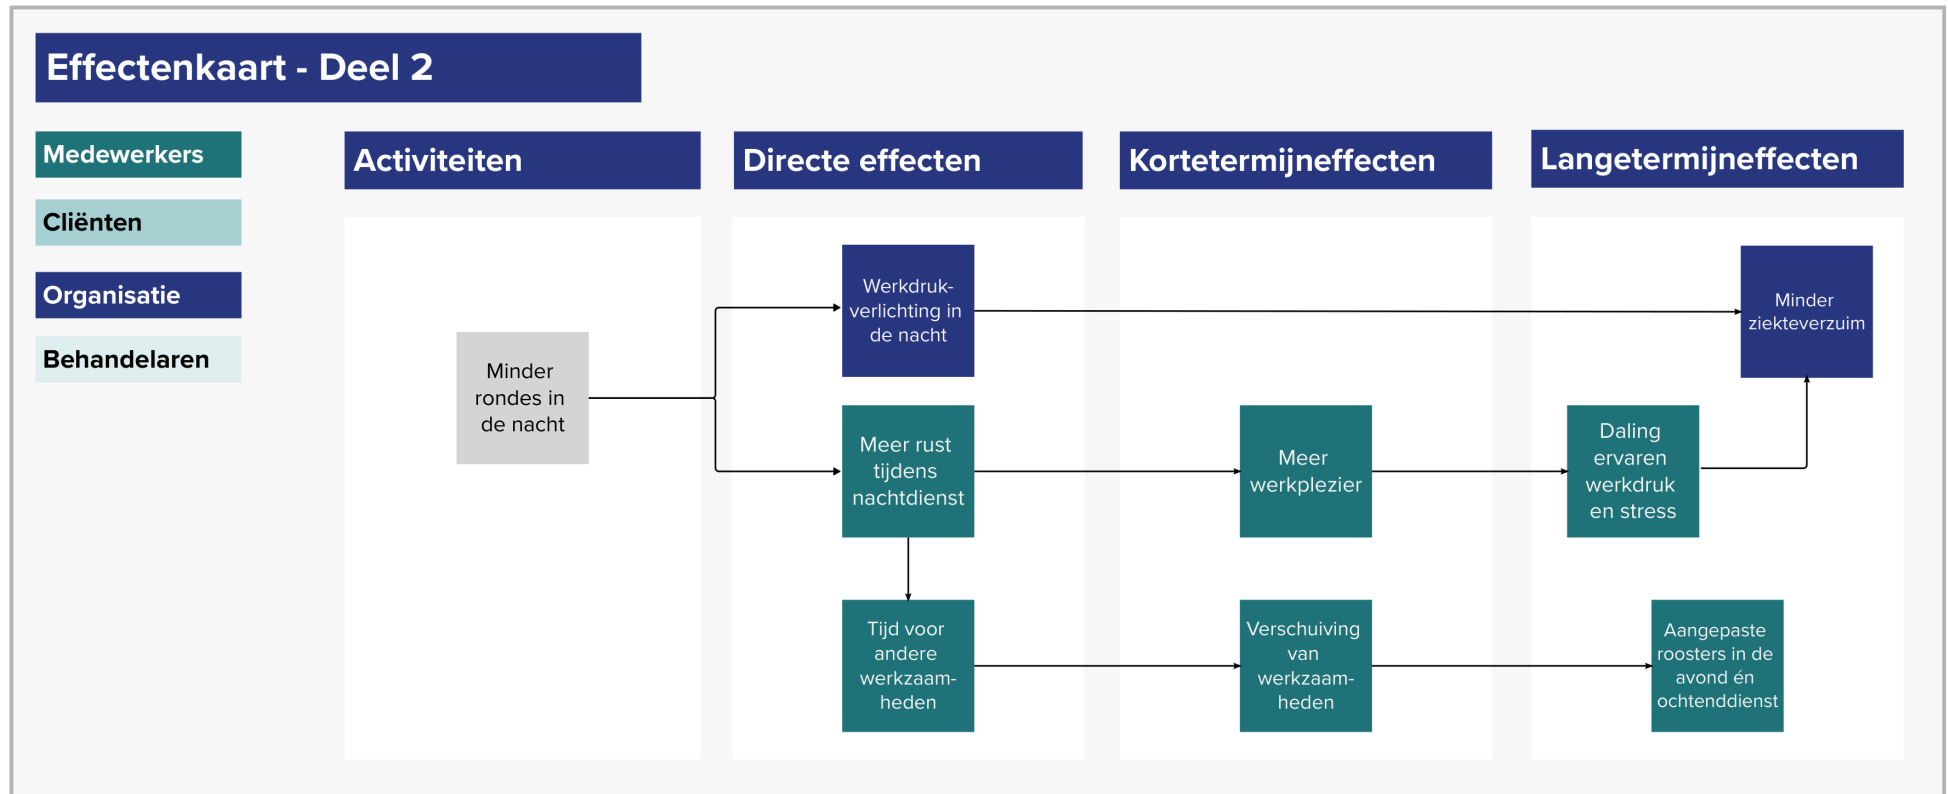 Effectenkaart - Deel 2
Medewerkers
Cliënten
Organisatie
Behandelaren
Activiteiten
Directe effecten
Kortetermijneffecten
Langetermijneffecten
Minder
rondes in
de nacht
Werkdruk-
verlichting in
de nacht
Minder
ziekteverzuim
Meer rust
tijdens
nachtdienst
Meer
werkplezier
Daling
ervaren
werkdruk
en stress
Tijd voor
andere
werkzaam-
heden
Verschuiving
van
werkzaam-
heden
Aangepaste
roosters in de
avond én
ochtenddienst